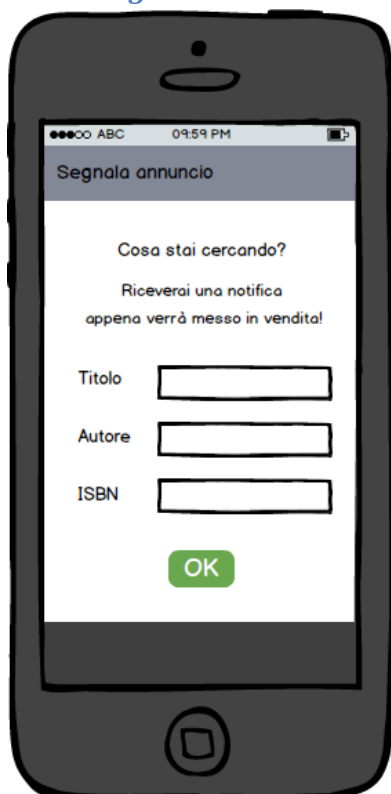 ABC 09:59 PM
Segnala annuncio
Cosa stai cercando?
Riceverai una notifica
appena verrà messo in vendita!
Titolo
Autore
ISBN
OK